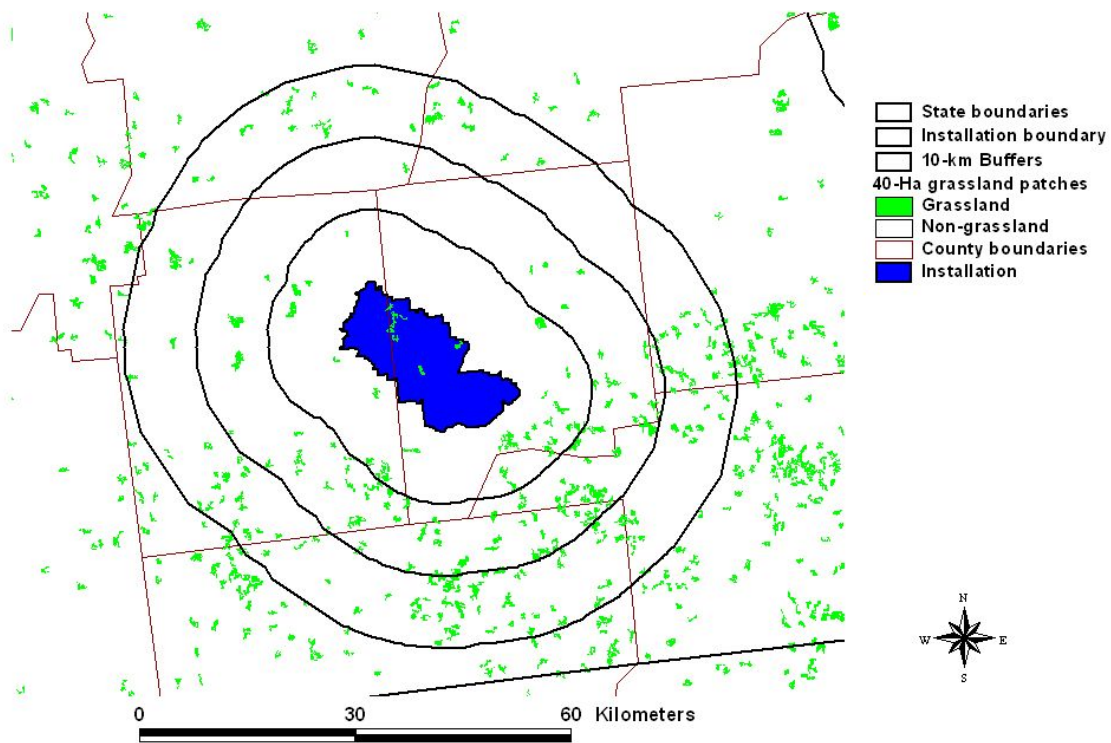 State boundaries
Installation boundary
10-km Buffers
40-Ha grassland patches
Grassland
Non-grassland
County boundaries
Installation
N
W E
S
0 30 60 Kilometers